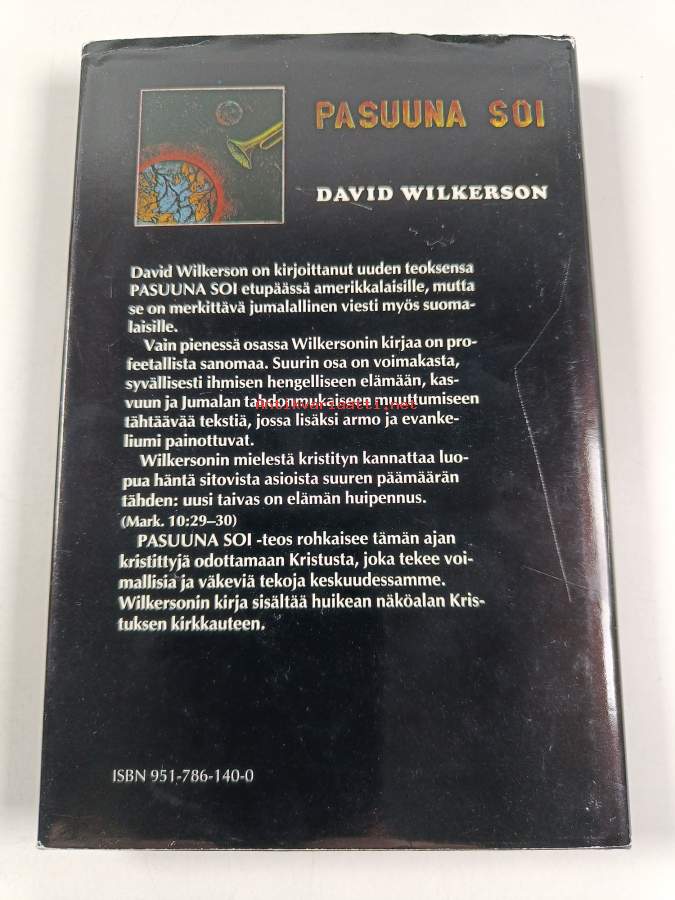 PASUUNA SOI
DAVID WILKERSON
David Wilkerson on kirjoittanut uuden teoksensa
PASUUNA SOI etupäässä amerikkalaisille, mutta
se on merkittävä jumalallinen viesti myös suoma-
laisille.
Vain pienessä osassa Wilkersonin kirjaa on pro-
feetallista sanomaa. Suurin osa on voimakasta,
syvällisesti ihmisen hengelliseen elämään, kas-
vuun ja Jumalan tahdonmukaiseen muuttumiseen
Antikvariaatti.net
tähtäävää tekstiä, jossa lisäksi armo ja evanke-
liumi painottuvat.
Wilkersonin mielestä kristityn kannattaa luo-
pua häntä sitovista asioista suuren päämäärän
tähden: uusi taivas on elämän huipennus.
(Mark. 10:29–30)
PASUUNA SOI -teos rohkaisee tämän ajan
kristittyjä odottamaan Kristusta, joka tekee voi-
mallisia ja väkeviä tekoja keskuudessamme.
Wilkersonin kirja sisältää huikean näköalan Kris-
tuksen kirkkauteen.
ISBN 951-786-140-0